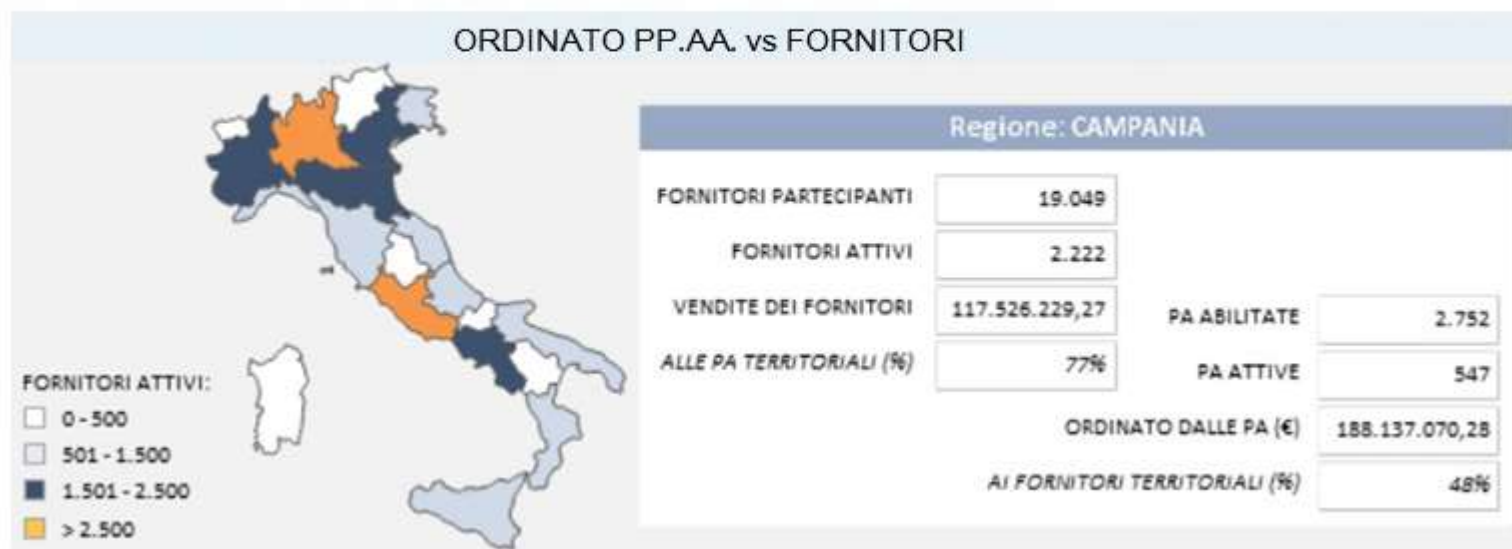 ORDINATO PP.AA. vs FORNITORI
Regione: CAMPANIA
FORNITORI PARTECIPANTI 19.049
FORNITORI ATTIVI 2.222
VENDITE DEI FORNITORI 117.526.229,27 PA ABILITATE 2.752
ALLE PA TERRITORIALI (%) 77% PA ATTIVE 547
ORDINATO DALLE PA (€) 188.137.070,28
AI FORNITORI TERRITORIALI (%) 48%
FORNITORI ATTIVI:
0 - 500
501 - 1.500
1.501 - 2.500
> 2.500